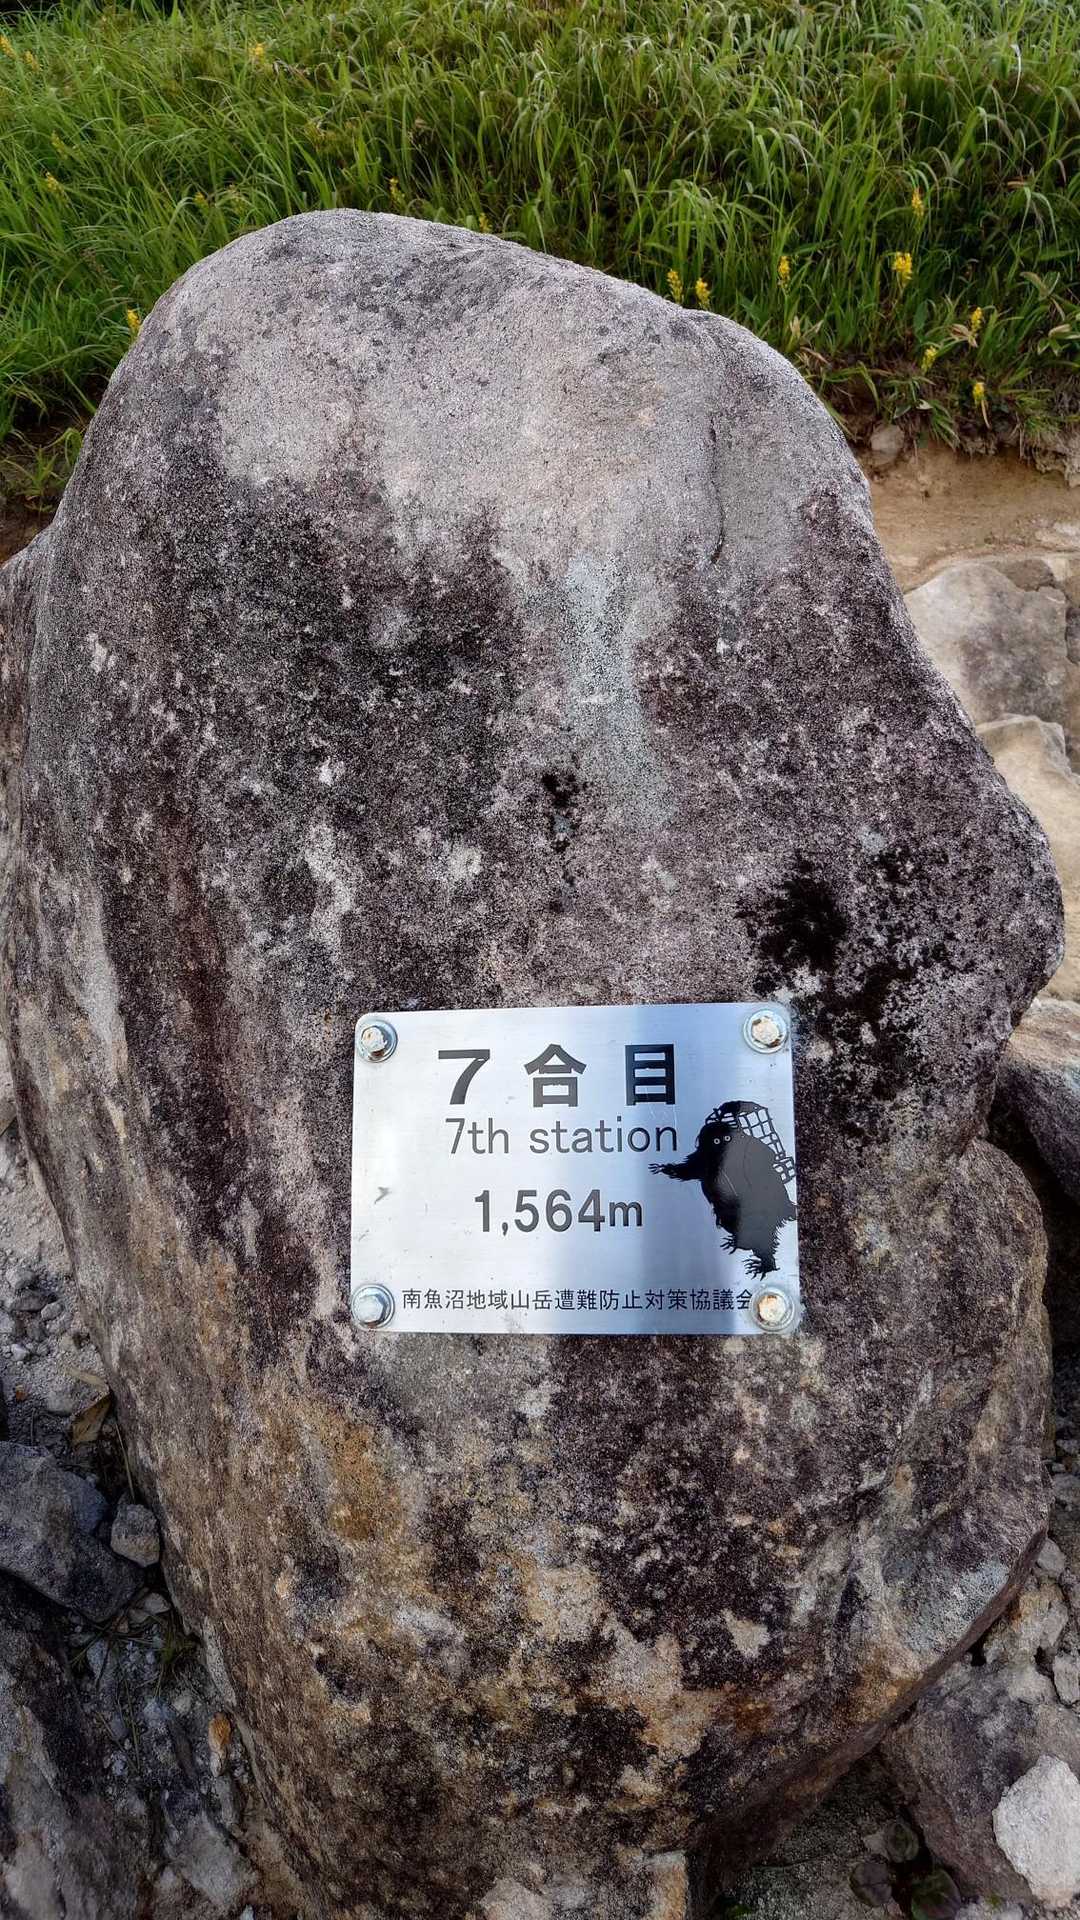 7合目
7th station
1,564m
南魚沼地域山岳遭難防止対策協議会